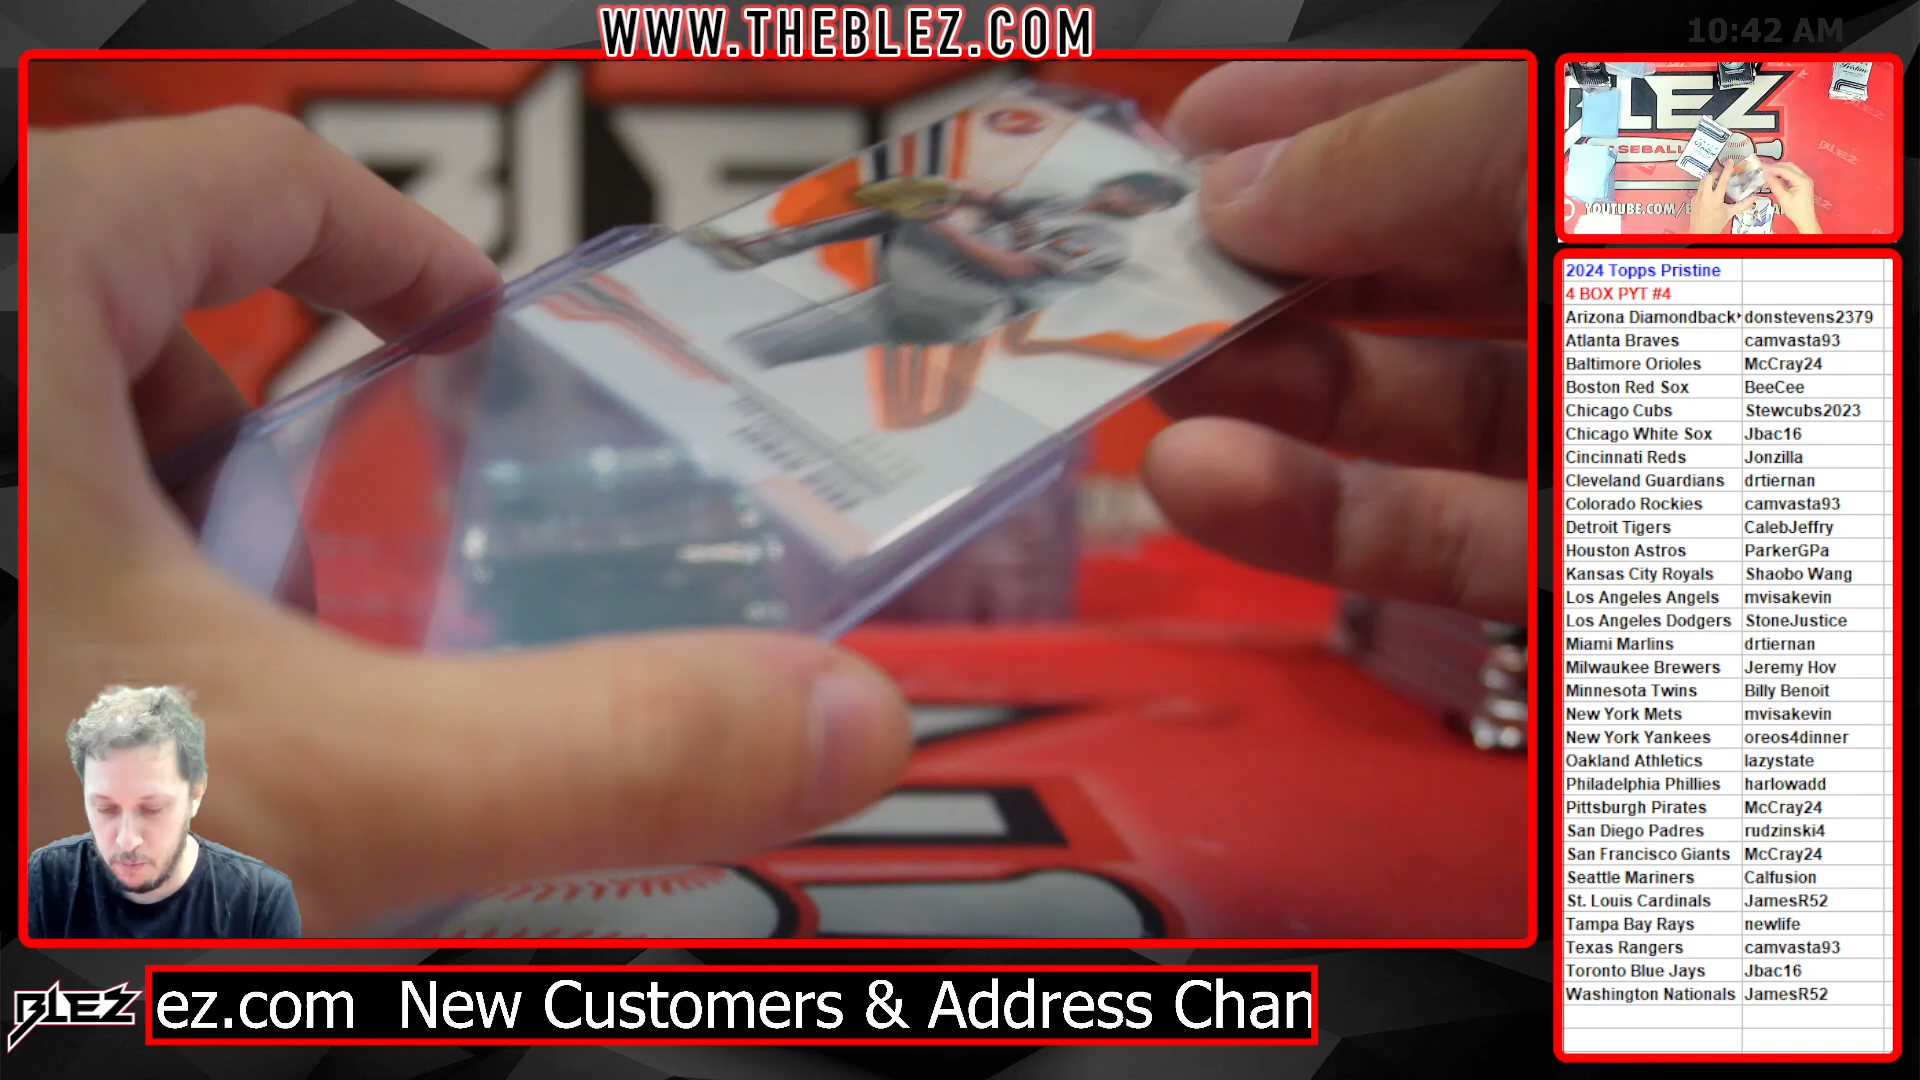 WWW.THEBLEZ.COM
10:42 AM
BLEZ
BASEBALL
YOUTUBE.COM/B
BLEZ
2024 Topps Pristine
4 BOX PYT #4
Arizona Diamondback donstevens2379
Atlanta Braves camvasta93
Baltimore Orioles McCray24
Boston Red Sox BeeCee
Chicago Cubs Stewcubs2023
Chicago White Sox Jbac16
Cincinnati Reds Jonzilla
Cleveland Guardians drtiernan
Colorado Rockies camvasta93
Detroit Tigers CalebJeffry
Houston Astros ParkerGPa
Kansas City Royals Shaobo Wang
Los Angeles Angels mvisakevin
Los Angeles Dodgers StoneJustice
Miami Marlins drtiernan
Milwaukee Brewers Jeremy Hov
Minnesota Twins Billy Benoit
New York Mets mvisakevin
New York Yankees oreos4dinner
Oakland Athletics lazystate
Philadelphia Phillies harlowadd
Pittsburgh Pirates McCray24
San Diego Padres rudzinski4
San Francisco Giants McCray24
Seattle Mariners Calfusion
St. Louis Cardinals JamesR52
Tampa Bay Rays newlife
Texas Rangers camvasta93
Toronto Blue Jays Jbac16
Washington Nationals JamesR52
BLEZ
ez.com New Customers & Address Chan